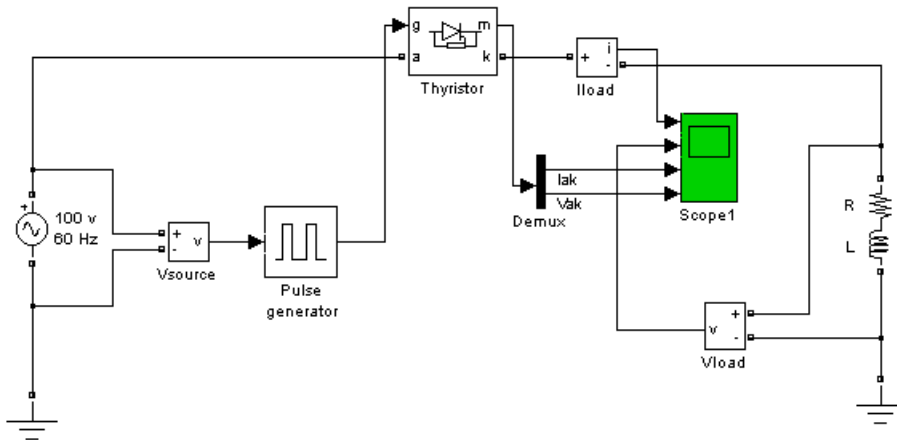 g
m
a
k
Thyristor
+
i
-
Iload
Scope1
Iak
Vak
Demux
+
100 v
60 Hz
+
-
v
Vsource
Pulse
generator
R
L
+
-
v
Vload